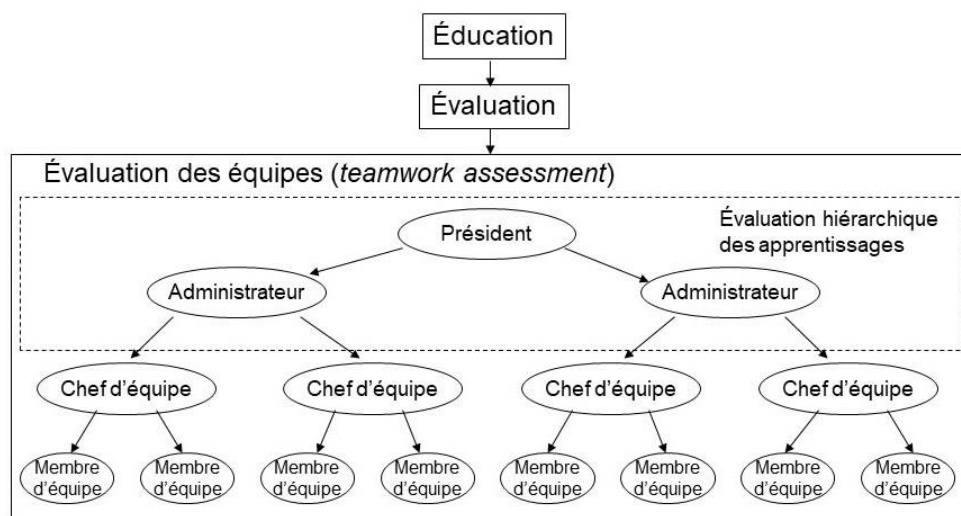 Éducation
Évaluation
Évaluation des équipes (teamwork assessment)
Évaluation hiérarchique
des apprentissages
Président
Administrateur
Administrateur
Chef d'équipe
Chef d'équipe
Chef d'équipe
Chef d'équipe
Membre
d'équipe
Membre
d'équipe
Membre
d'équipe
Membre
d'équipe
Membre
d'équipe
Membre
d'équipe
Membre
d'équipe
Membre
d'équipe